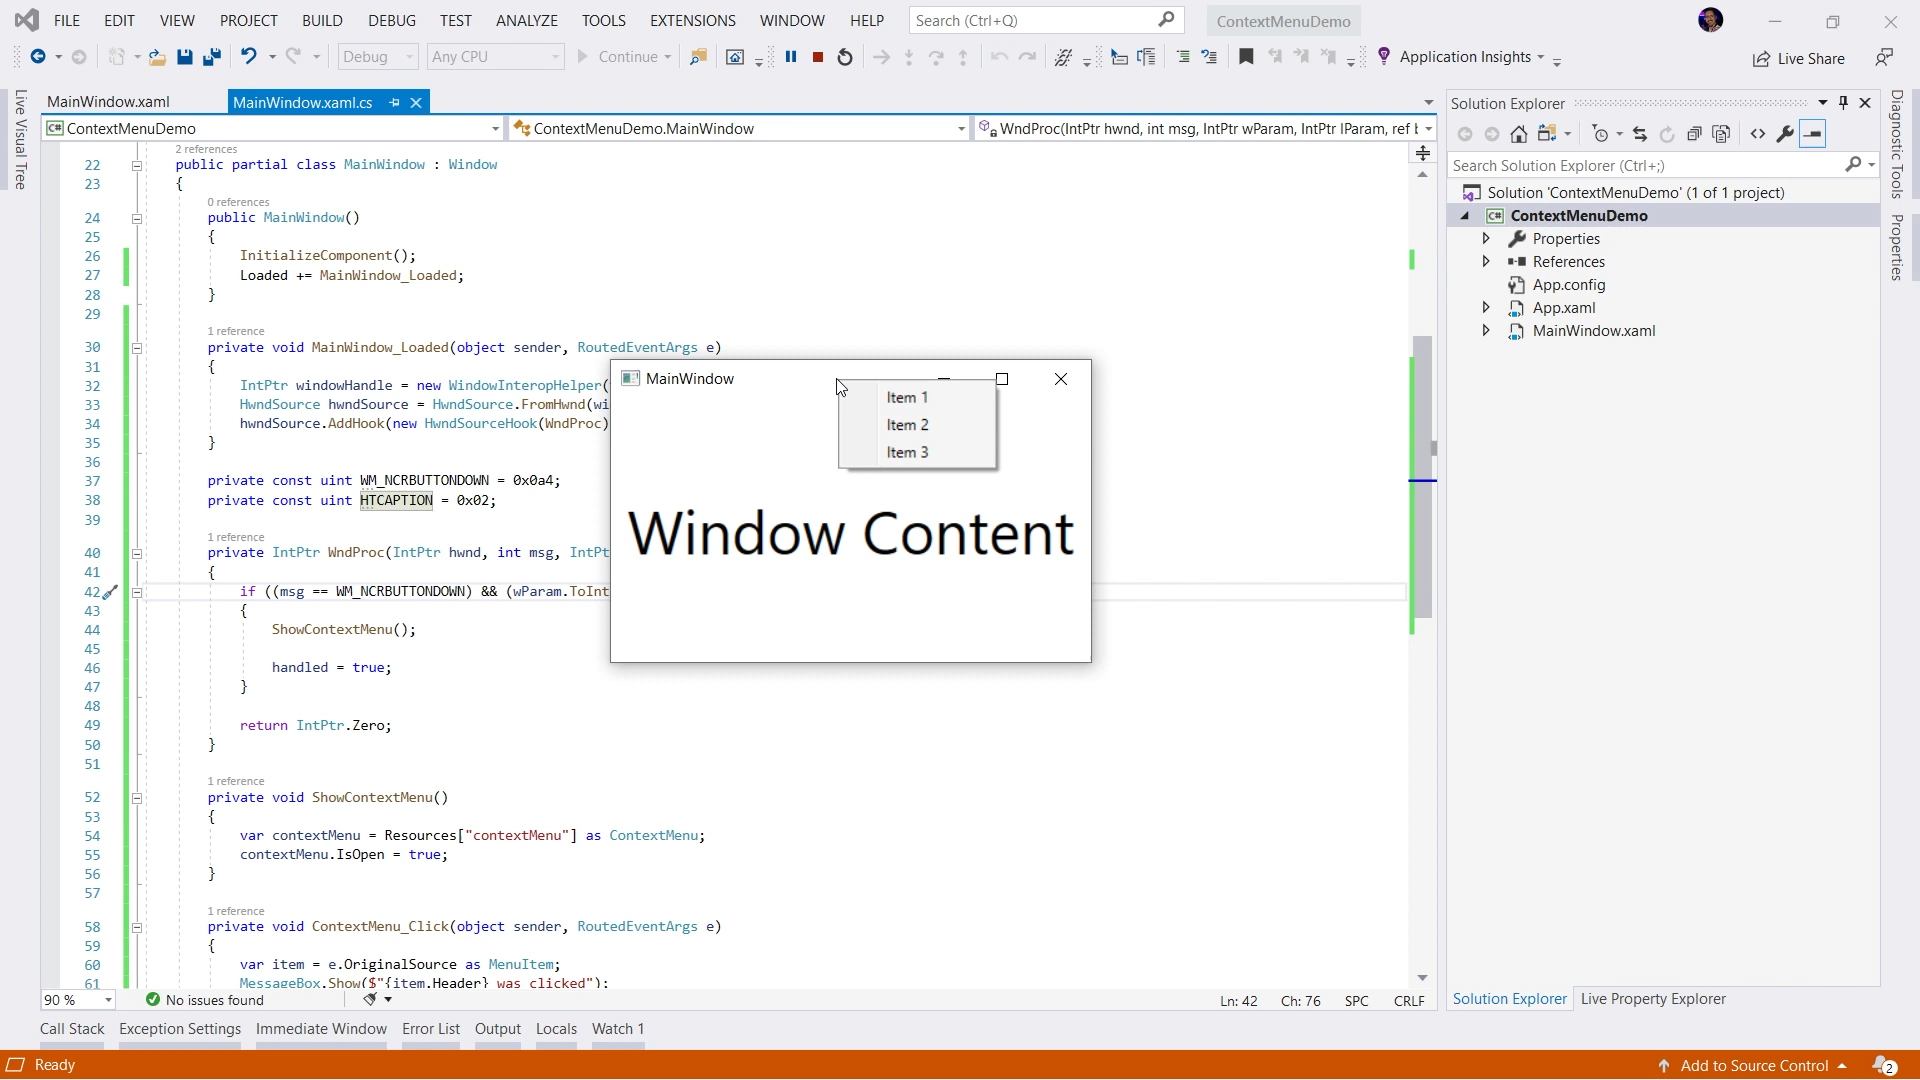 FILE EDIT VIEW PROJECT BUILD DEBUG TEST ANALYZE TOOLS EXTENSIONS WINDOW HELP Search (Ctrl+Q) ContextMenuDemo
Debug Any CPU Continue Application Insights Live Share
Live Visual Tree
MainWindow.xaml MainWindow.xaml.cs
C# ContextMenuDemo ContextMenuDemo.MainWindow WndProc(IntPtr hwnd, int msg, IntPtr wParam, IntPtr lParam, ref
2 references
22 public partial class MainWindow : Window
23 {
0 references
24 public MainWindow()
25 {
26 InitializeComponent();
27 Loaded += MainWindow_Loaded;
28 }
29
1 reference
30 private void MainWindow_Loaded(object sender, RoutedEventArgs e)
31 {
32 IntPtr windowHandle = new WindowInteropHelper(
33 HwndSource hwndSource = HwndSource.FromHwnd(wi
34 hwndSource.AddHook(new HwndSourceHook(WndProc)
35 }
36
37 private const uint WM_NCRBUTTONDOWN = 0x0a4;
38 private const uint HTCAPTION = 0x02;
39
1 reference
40 private IntPtr WndProc(IntPtr hwnd, int msg, IntPt
41 {
42 if ((msg == WM_NCRBUTTONDOWN) && (wParam.ToInt
43 {
44 ShowContextMenu();
45
46 handled = true;
47 }
48
49 return IntPtr.Zero;
50 }
51
1 reference
52 private void ShowContextMenu()
53 {
54 var contextMenu = Resources["contextMenu"] as ContextMenu;
55 contextMenu.IsOpen = true;
56 }
57
1 reference
58 private void ContextMenu_Click(object sender, RoutedEventArgs e)
59 {
60 var item = e.OriginalSource as MenuItem;
61 MessageBox.Show($"{item.Header} was clicked");
MainWindow
Item 1
Item 2
Item 3
Window Content
90 % No issues found Ln: 42 Ch: 76 SPC CRLF
Solution Explorer
Search Solution Explorer (Ctrl+;)
Solution 'ContextMenuDemo' (1 of 1 project)
C# ContextMenuDemo
Properties
References
App.config
App.xaml
MainWindow.xaml
Solution Explorer Live Property Explorer
Diagnostic Tools
Properties
Call Stack Exception Settings Immediate Window Error List Output Locals Watch 1
Ready Add to Source Control 2